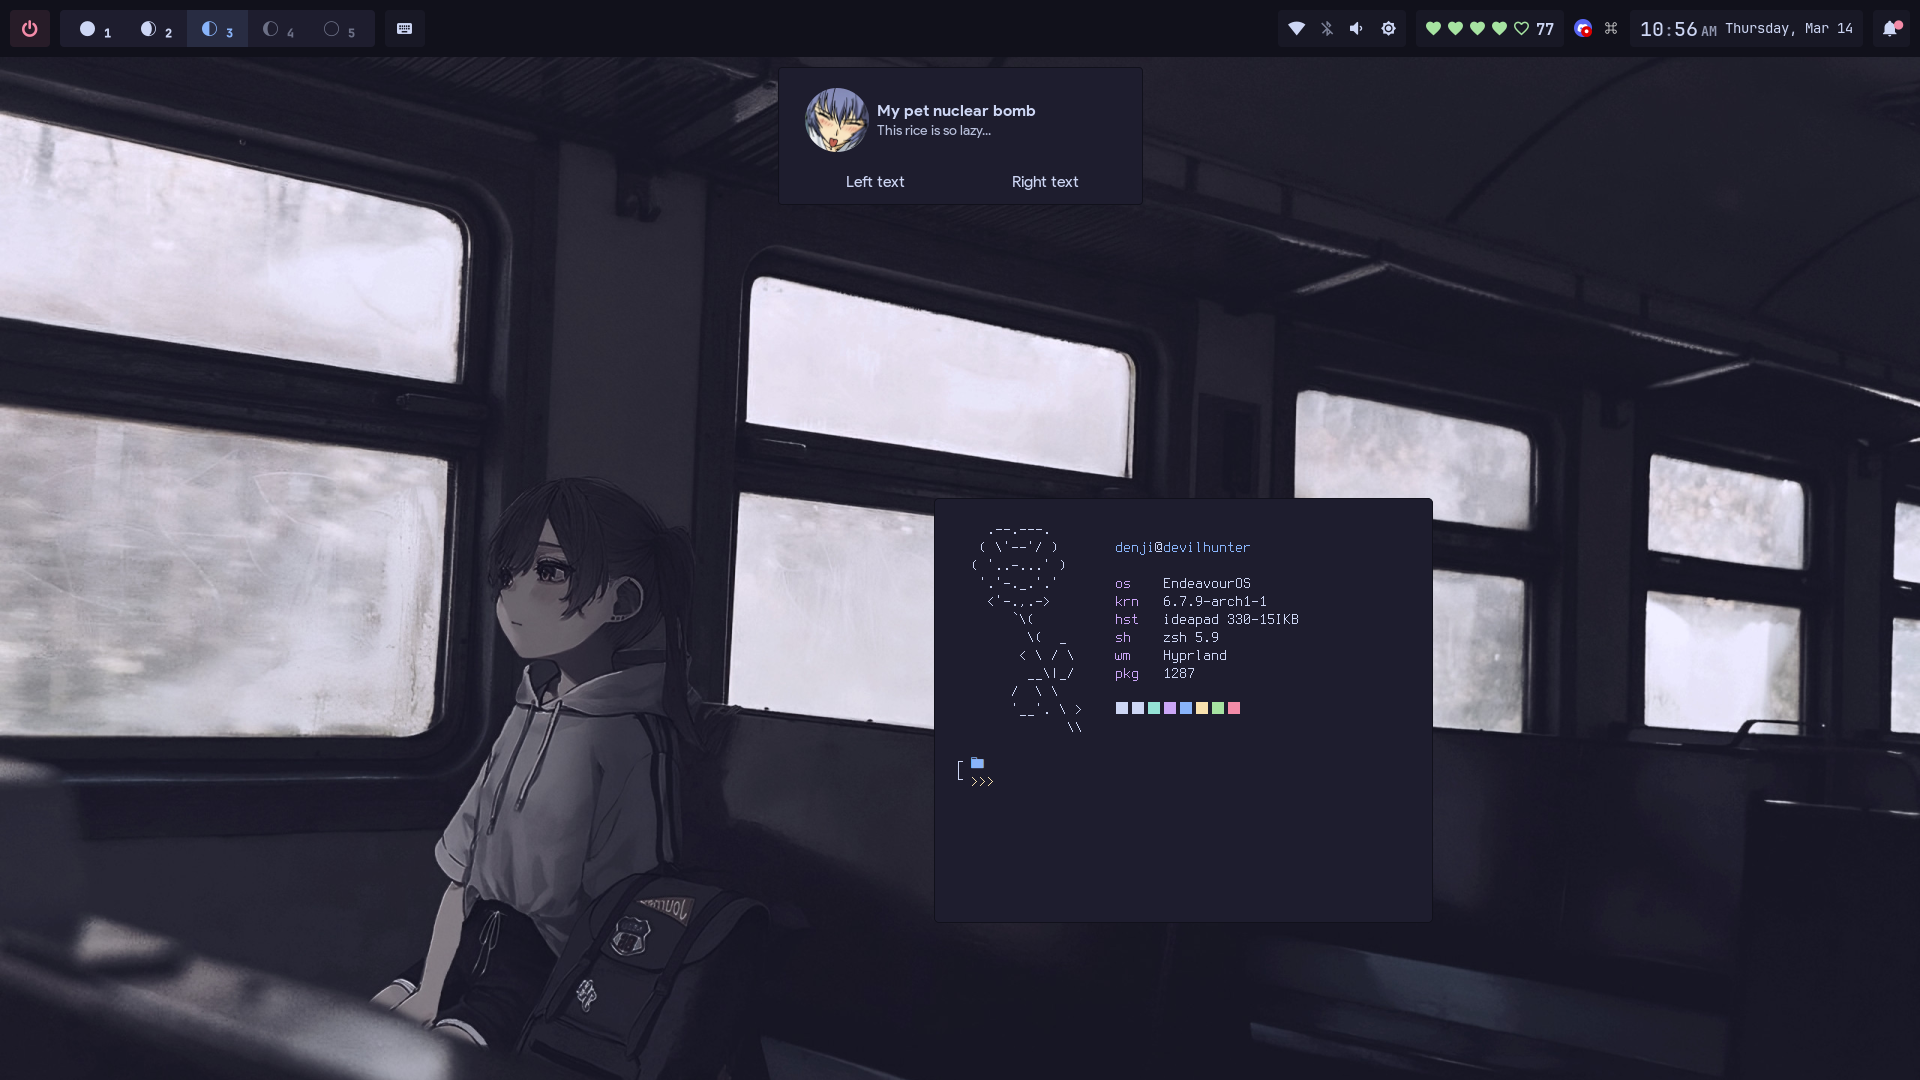 1 2 3 4 5
77
10:56 AM Thursday, Mar 14
My pet nuclear bomb
This rice is so lazy...
Left text Right text
denji@devilhunter
os EndeavourOS
krn 6.7.9-arch1-1
hst ideapad 330-15IKB
sh zsh 5.9
wm Hyprland
pkg 1287
>>>